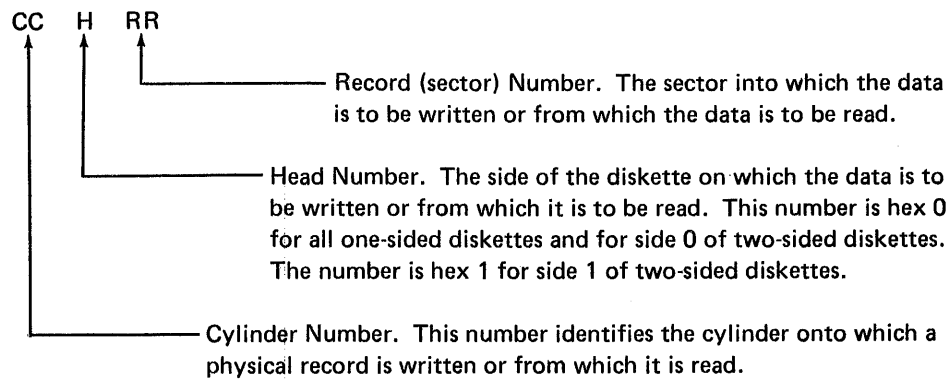 CC H RR
Record (sector) Number. The sector into which the data
is to be written or from which the data is to be read.
Head Number. The side of the diskette on which the data is to
be written or from which it is to be read. This number is hex 0
for all one-sided diskettes and for side 0 of two-sided diskettes.
The number is hex 1 for side 1 of two-sided diskettes.
Cylinder Number. This number identifies the cylinder onto which a
physical record is written or from which it is read.